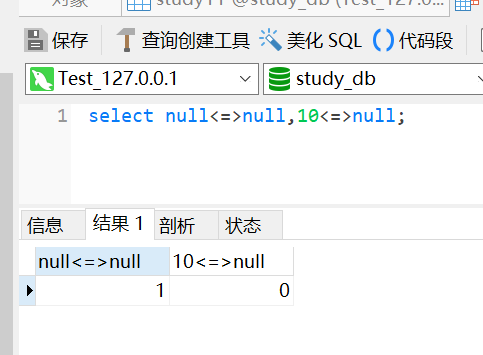 对象
study11 @study_db (Test_127.0.0...
保存
查询创建工具
美化 SQL
代码段
Test_127.0.0.1
study_db
1 select null<=>null,10<=>null;
信息
结果 1
剖析
状态
null<=>null 10<=>null
1 0